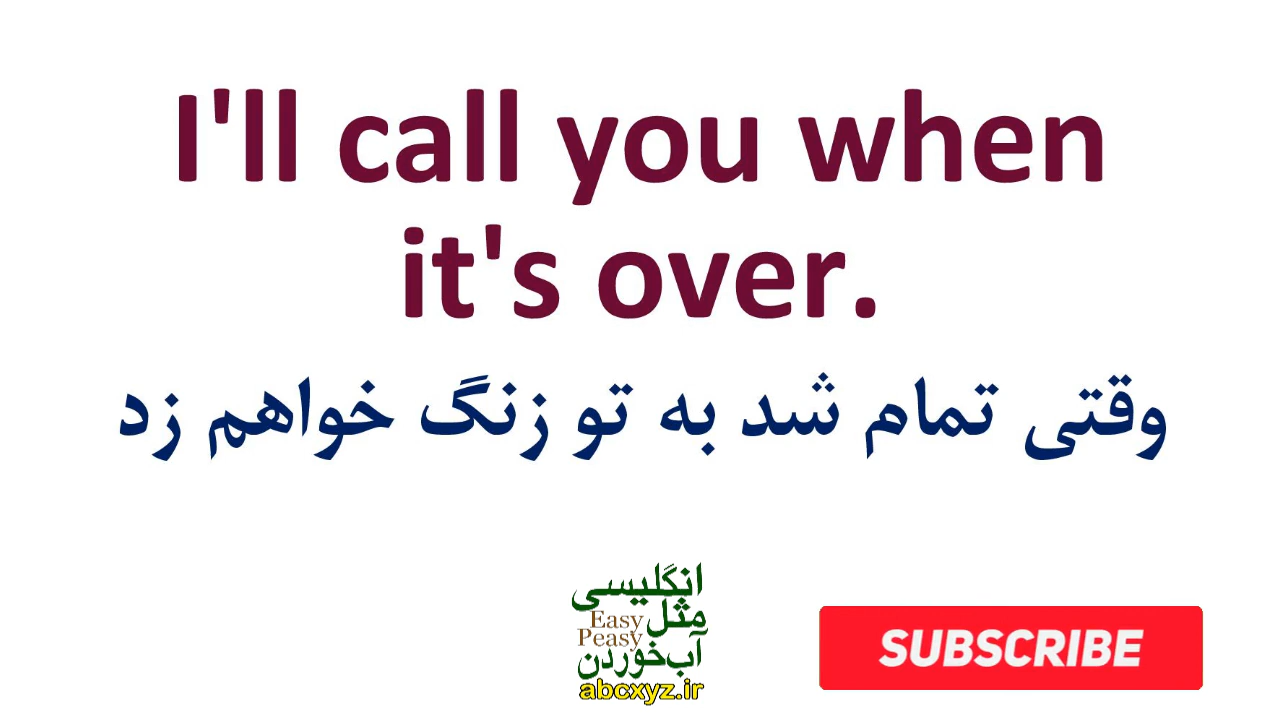 I'll call you when
it's over.
وقتی تمام شد به تو زنگ خواهم زد
انگلیسی
مثل
Easy
Peasy
آب‌خوردن
abcxyz.ir
SUBSCRIBE